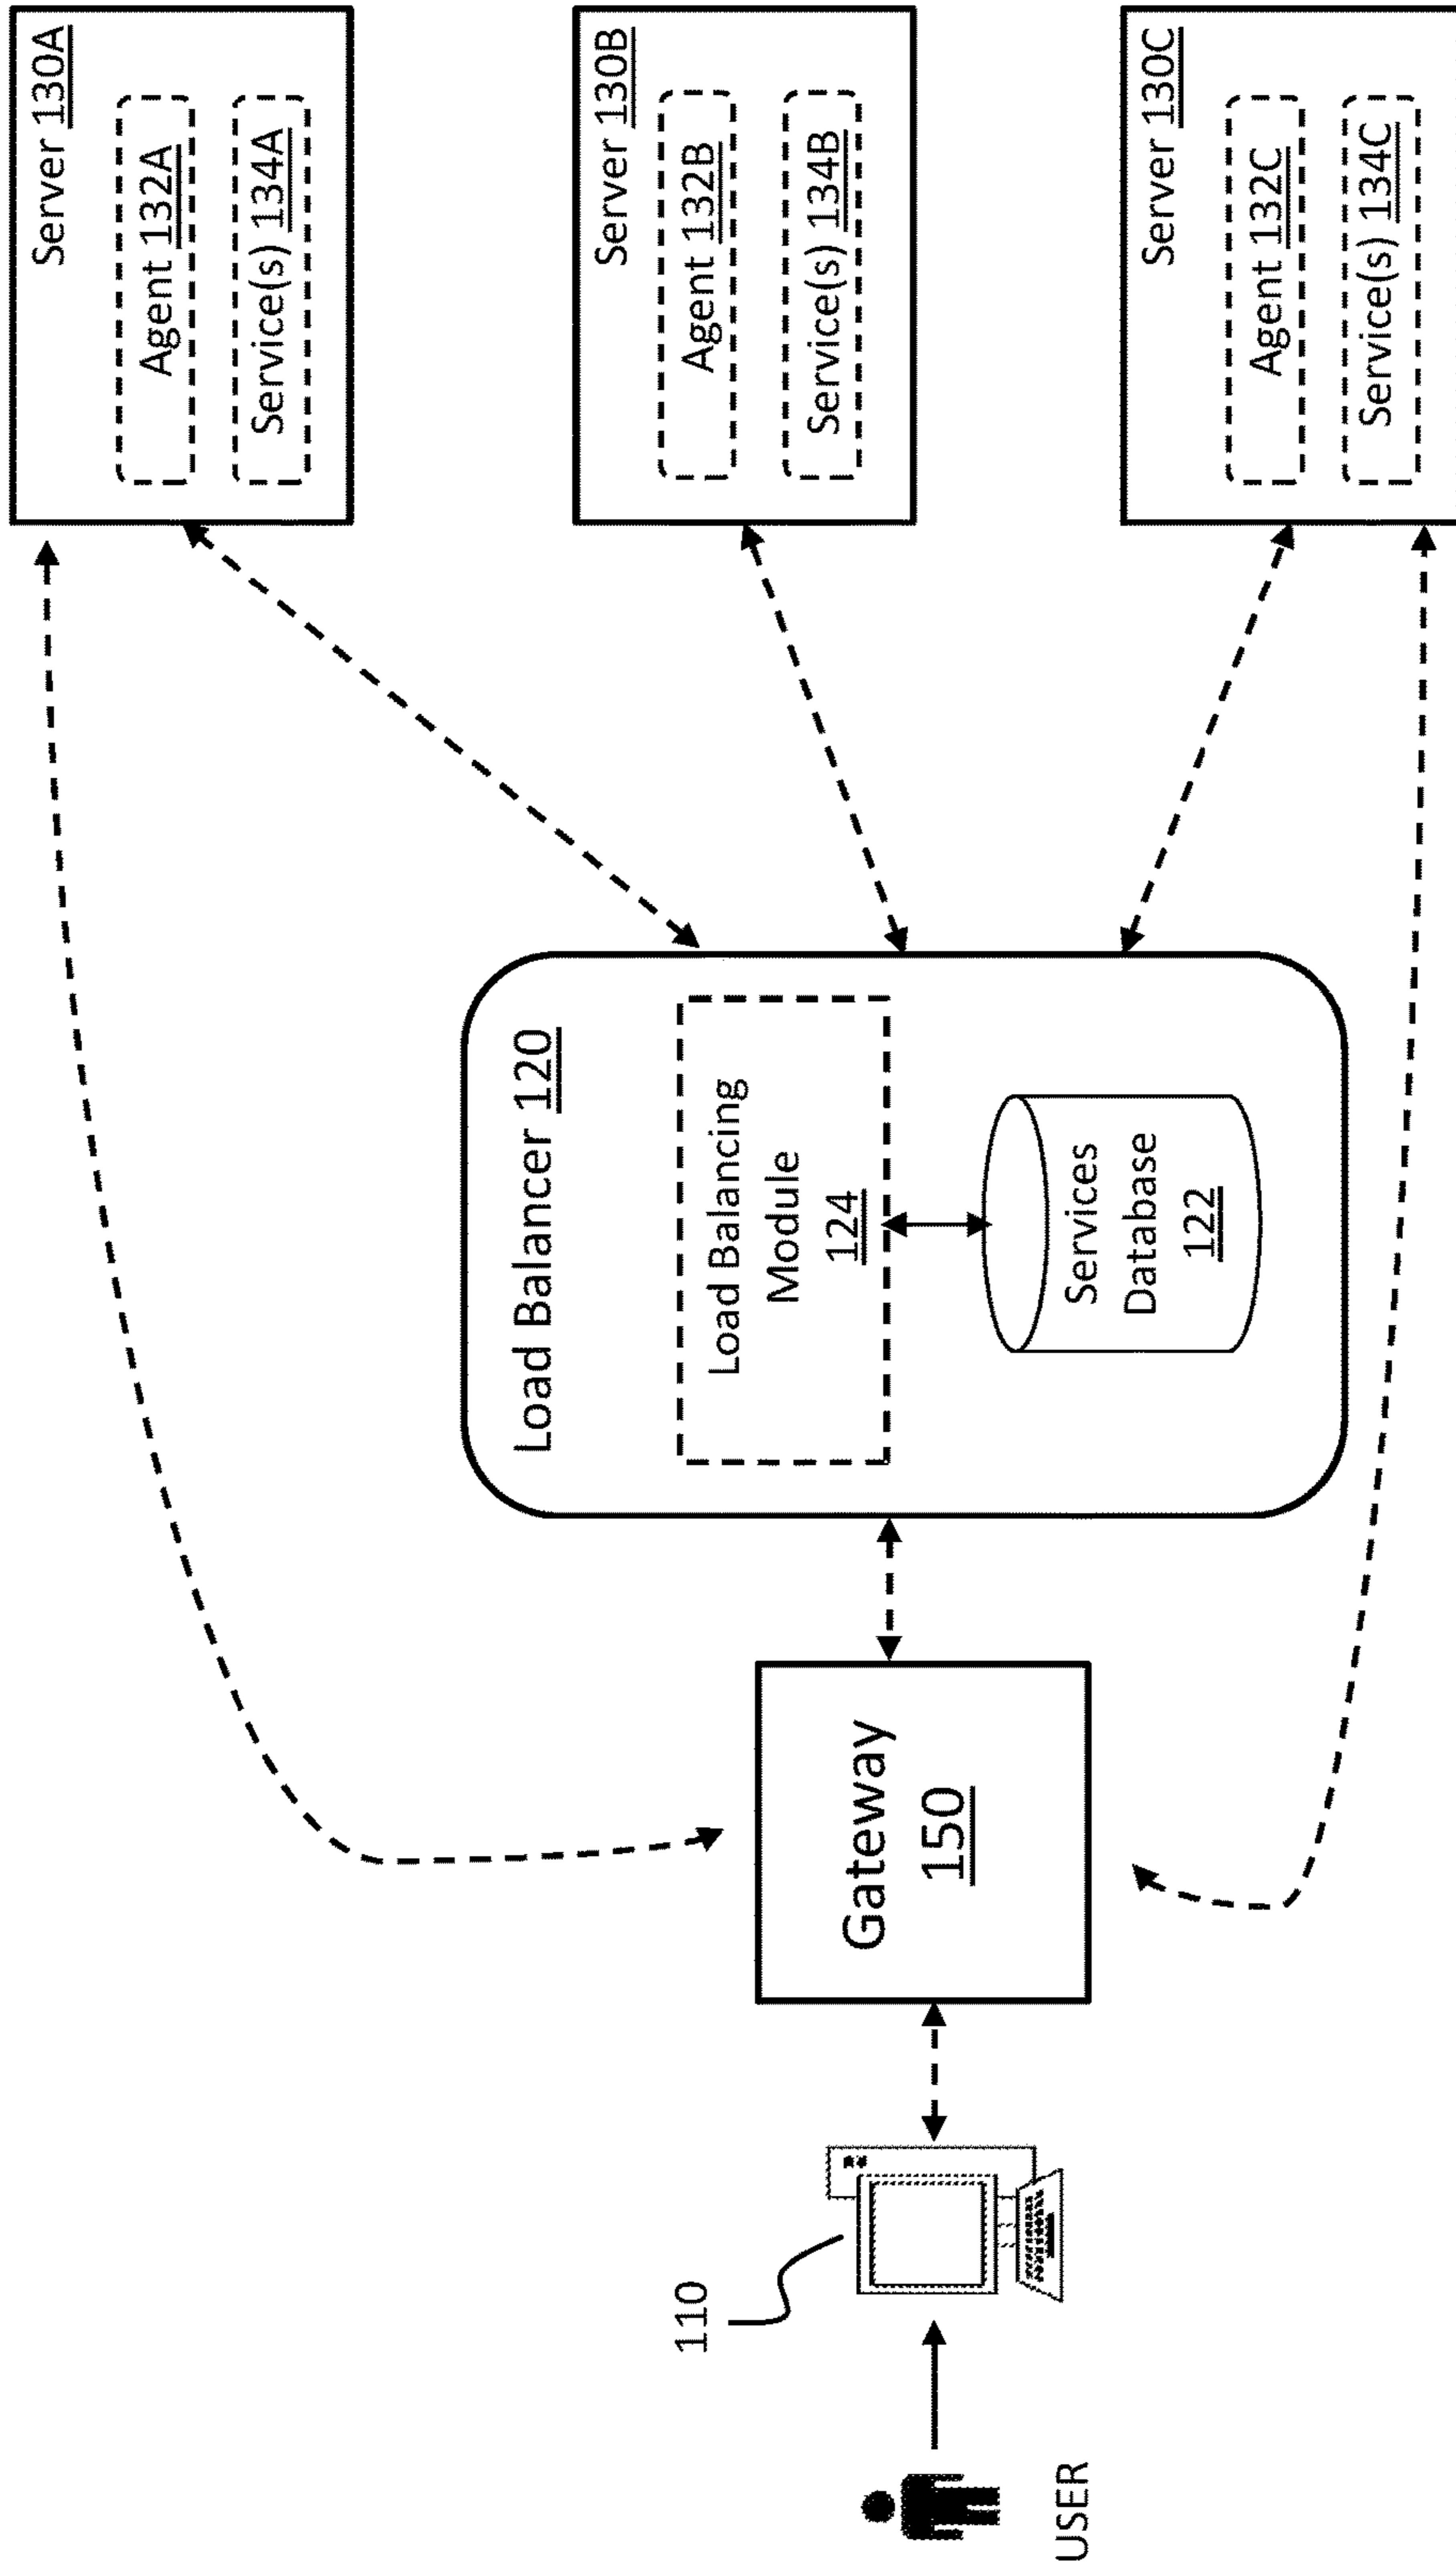 USER
110
Gateway
150
Load Balancer 120
Load Balancing
Module
124
Services
Database
122
Server 130A
Agent 132A
Service(s) 134A
Server 130B
Agent 132B
Service(s) 134B
Server 130C
Agent 132C
Service(s) 134C